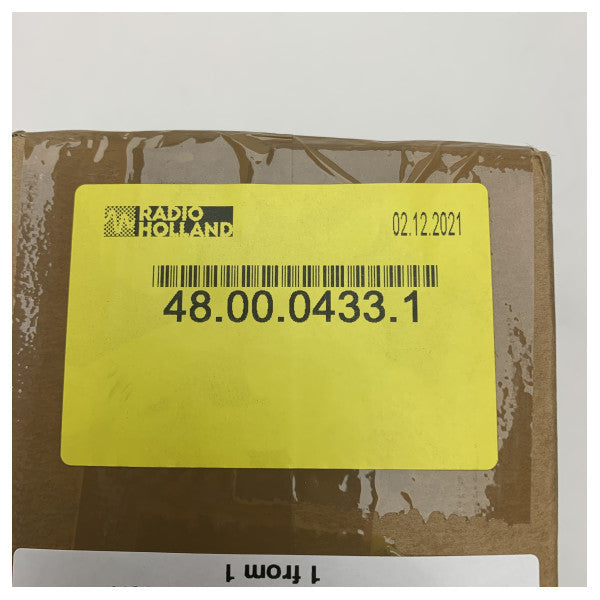 RADIO
HOLLAND
02.12.2021
48.00.0433.1
1 from 1